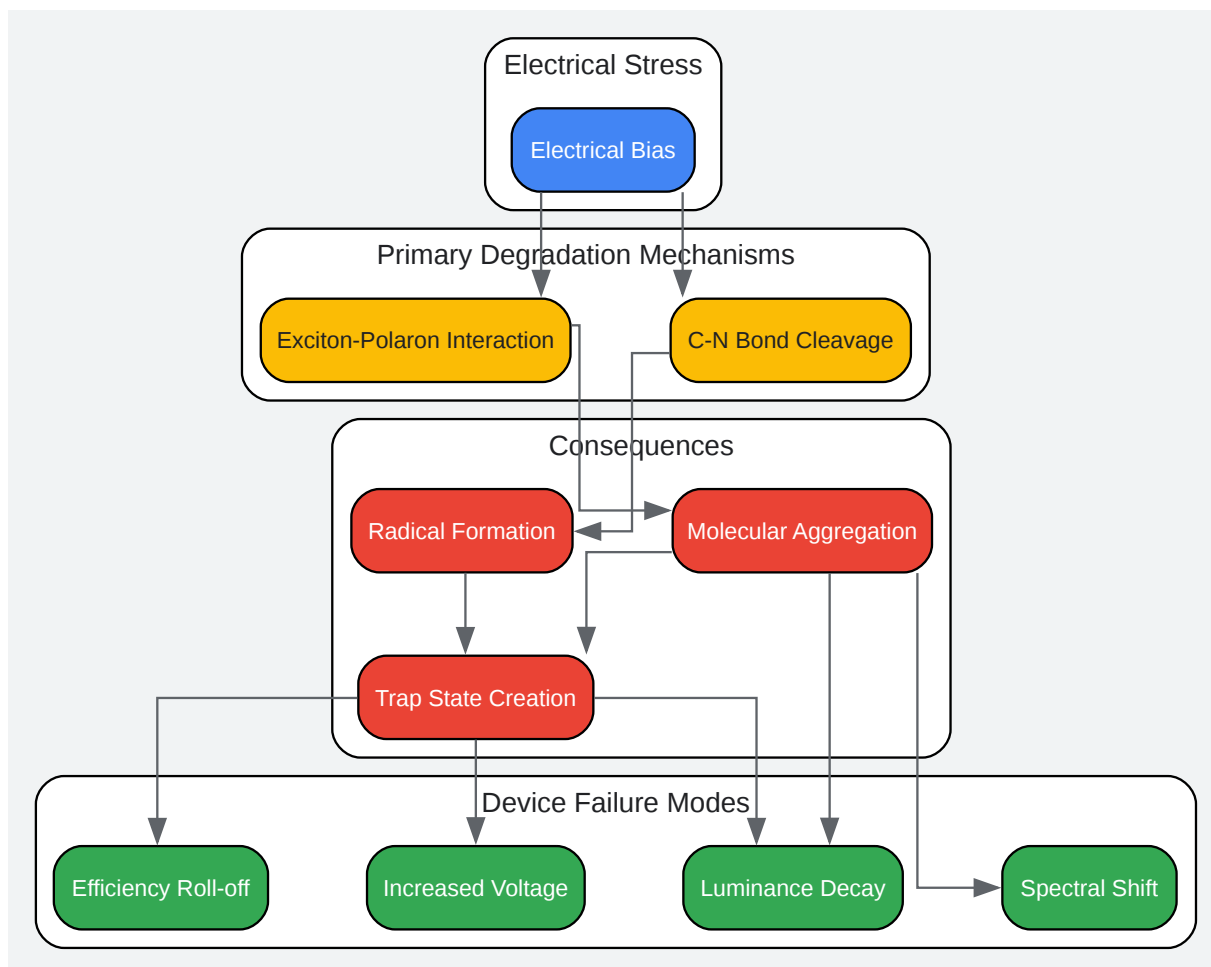 Electrical Stress
Electrical Bias
Primary Degradation Mechanisms
Exciton-Polaron Interaction
C-N Bond Cleavage
Consequences
Radical Formation
Molecular Aggregation
Trap State Creation
Device Failure Modes
Efficiency Roll-off
Increased Voltage
Luminance Decay
Spectral Shift